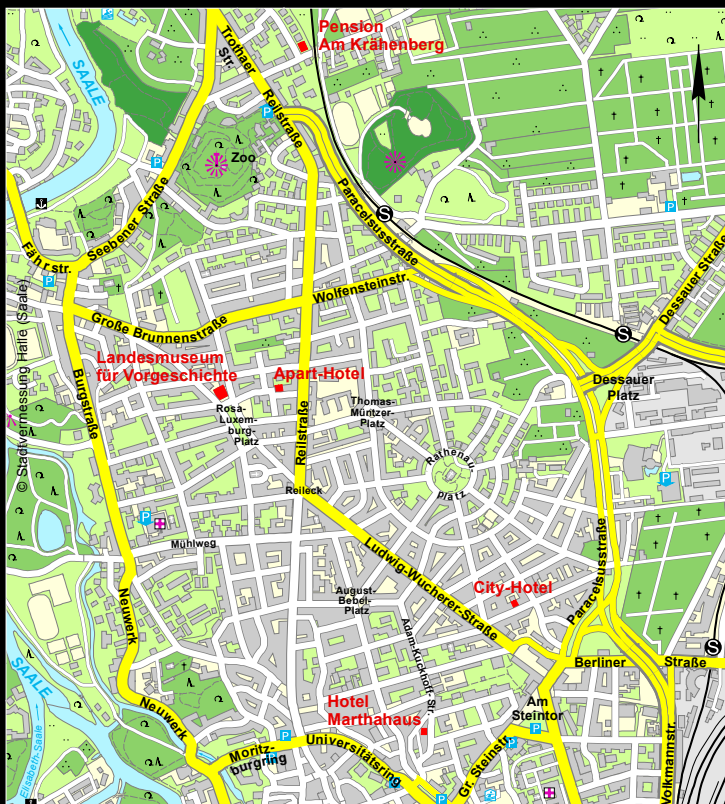 Pension
Am Krähenberg
Trothaer
Str.
SAALE
Reilstraße
P
Zoo
P
Paracelsusstraße
P
S
Seebener Straße
Fährstr.
P
Dessauer Straße
Wolfensteinstr.
Große Brunnenstraße
S
Landesmuseum
für Vorgeschichte
Apart-Hotel
Dessauer
Platz
Burgstraße
© Stadtvermessung Halle (Saale)
Rosa-
Luxem-
burg-
Platz
Reilstraße
Thomas-
Müntzer-
Platz
Rathenau-
platz
P
Reileck
P
Mühlweg
Ludwig-Wucherer-Straße
Paracelsusstraße
City-Hotel
August-
Bebel-
Platz
Neuwerk
Adam-Kuckhoff-Str.
S
Berliner Straße
SAALE
Elisabeth-Saale
Neuwerk
Hotel
Marthahaus
Am
Steintor
P
P
P
Moritz-
burgring
Universitätsring
Gr. Steinstr.
Volkmannstr.
P
P